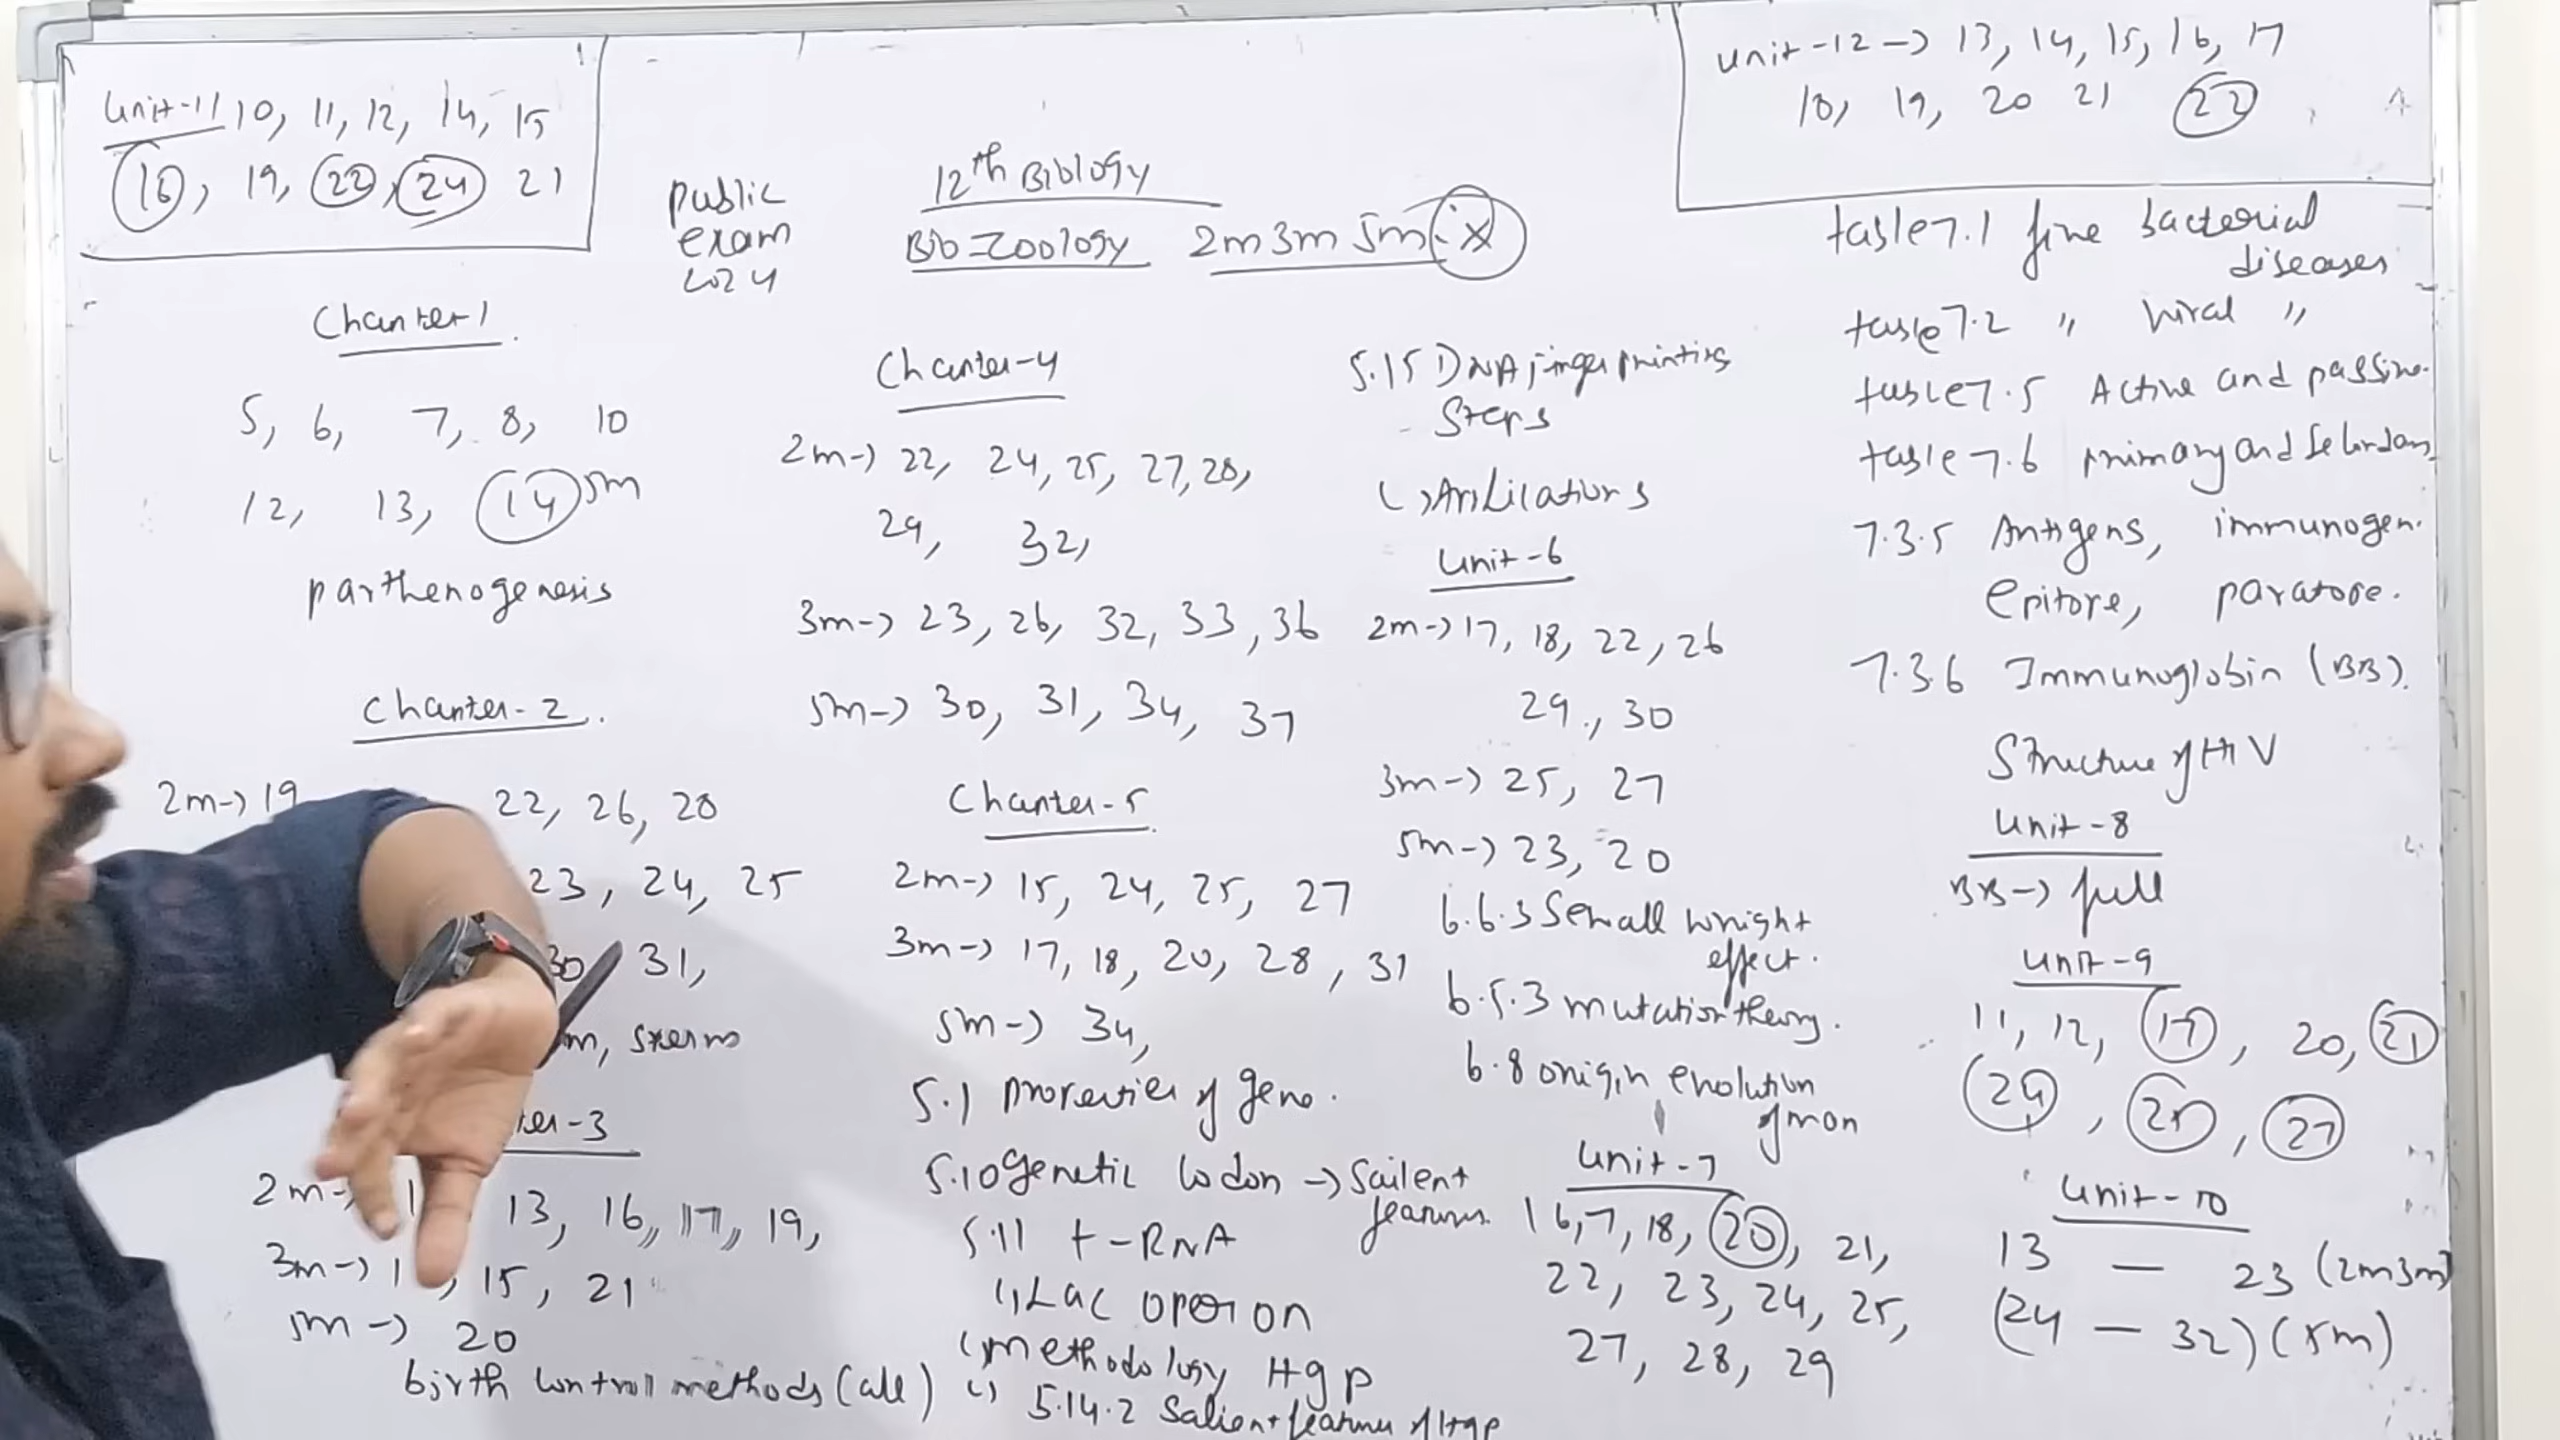 Unit-11 10, 11, 12, 14, 15
16, 19, 22, 24 21
public
exam
2024
12th Biology
Bio-Zoology 2m 3m 5m
unit-12 -> 13, 14, 15, 16, 17
18, 19, 20 21 22
Chapter-1
5, 6, 7, 8, 10
12, 13, 14 5m
parthenogenesis
Chapter-2
2m-> 19 22, 26, 28
23, 24, 25
30 31,
sperm
-3
2m-> 13, 16, 17, 19,
3m-> 15, 21
5m-> 20
birth control methods (all)
Chapter-4
2m-> 22, 24, 25, 27, 28,
29, 32,
3m-> 23, 26, 32, 33, 36
5m-> 30, 31, 34, 37
Chapter-5
2m-> 15, 24, 25, 27
3m-> 17, 18, 20, 28, 31
5m-> 34,
5.1 properties of gene.
5.10 genetic codon -> Sailent
features
5.11 t-RNA
Lac operon
methodology Hgp
5.14.2 Salient feature of Hgp
5.15 DNA finger printing
Steps
Applications
Unit-6
2m-> 17, 18, 22, 26
29, 30
3m-> 25, 27
5m-> 23, 20
6.6.3 Sewall wright
effect.
6.5.3 mutation theory.
6.8 origin evolution
of man
Unit-7
16, 7, 18, 20, 21,
22, 23, 24, 25,
27, 28, 29
table 7.1 five bacterial
diseases
table 7.2 " viral "
table 7.5 Active and passive.
table 7.6 primary and Secondary
7.3.5 Antigens, immunogen.
epitope, paratope.
7.3.6 Immunoglobin (BB).
Structure of HIV
Unit-8
BB-> full
Unit-9
11, 12, 17, 20, 21
24, 25, 27
Unit-10
13 — 23 (2m3m)
(24 — 32) (5m)